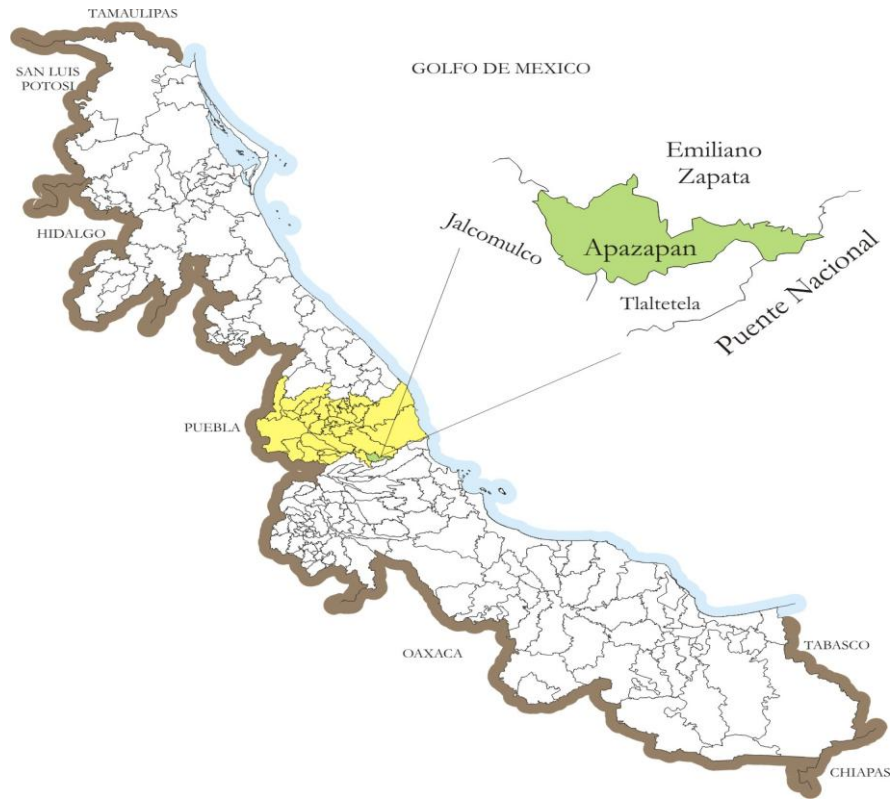 TAMAULIPAS
SAN LUIS
POTOSI
GOLFO DE MEXICO
Emiliano
Zapata
Jalcomulco
Apazapan
HIDALGO
Tlaltetela
Puente Nacional
PUEBLA
OAXACA
TABASCO
CHIAPAS